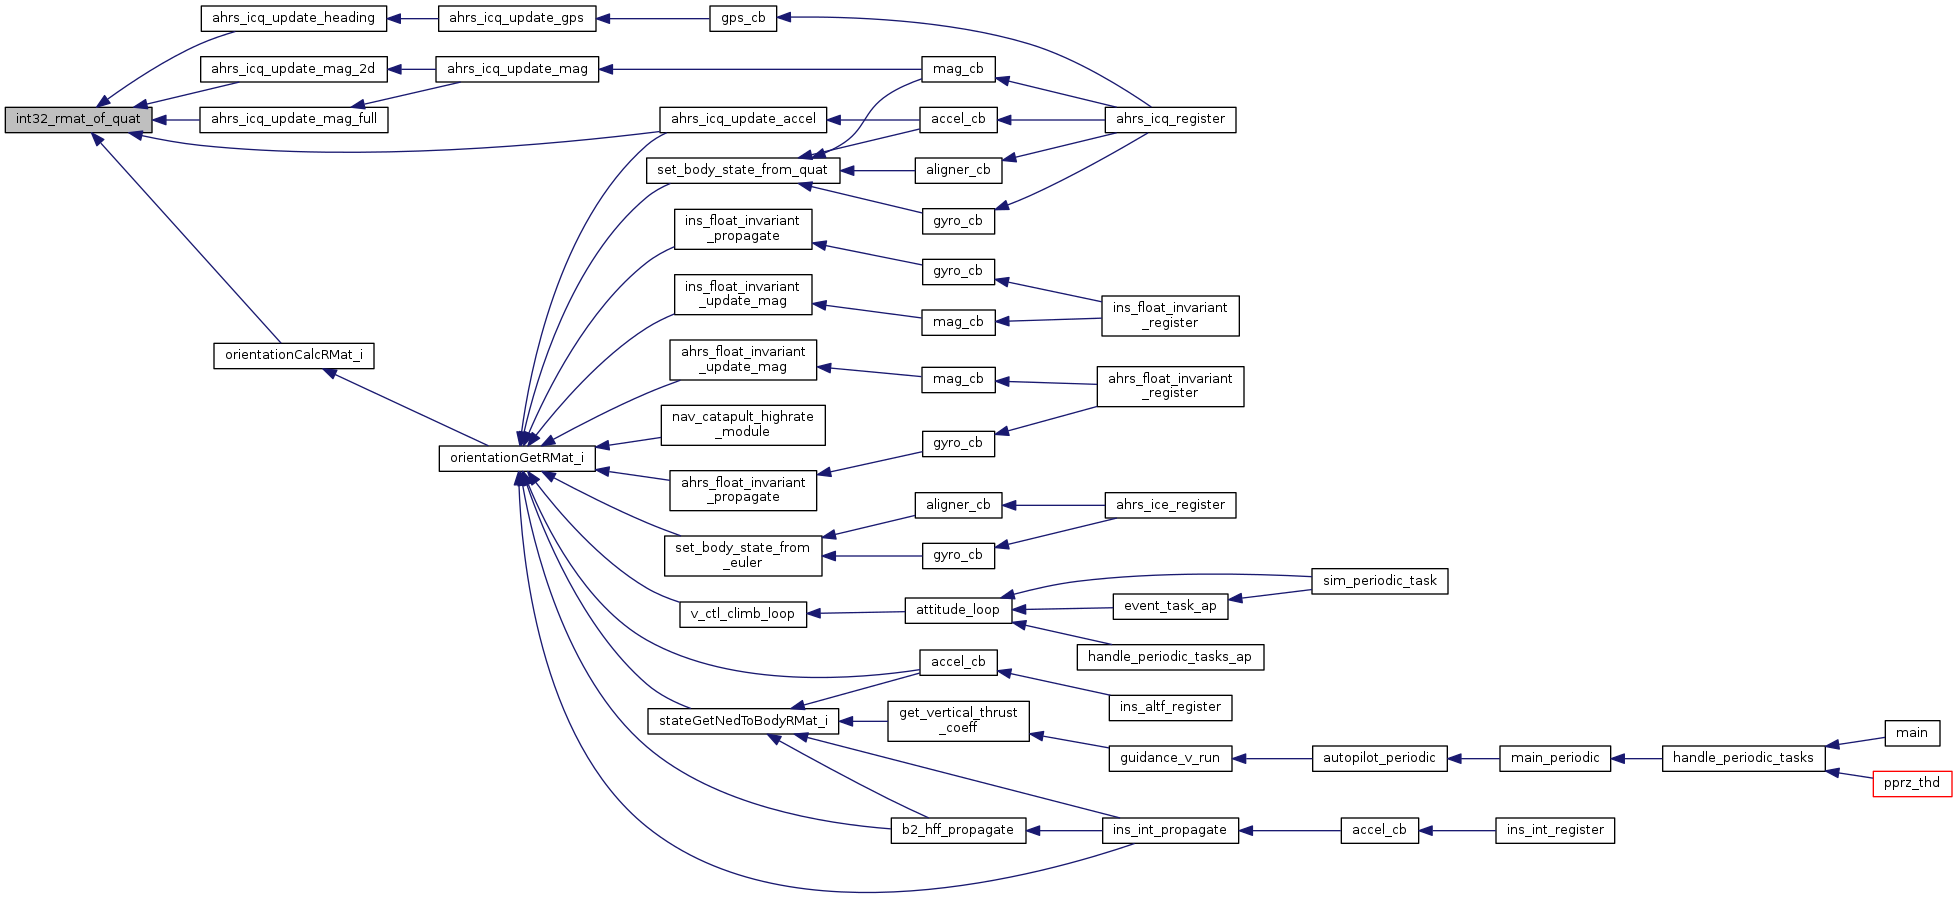 ahrs_icq_update_heading
ahrs_icq_update_gps
gps_cb
ahrs_icq_update_mag_2d
ahrs_icq_update_mag
mag_cb
int32_rmat_of_quat
ahrs_icq_update_mag_full
ahrs_icq_update_accel
accel_cb
ahrs_icq_register
set_body_state_from_quat
aligner_cb
gyro_cb
ins_float_invariant
_propagate
gyro_cb
ins_float_invariant
_update_mag
mag_cb
ins_float_invariant
_register
orientationCalcRMat_i
ahrs_float_invariant
_update_mag
mag_cb
ahrs_float_invariant
_register
nav_catapult_highrate
_module
gyro_cb
orientationGetRMat_i
ahrs_float_invariant
_propagate
aligner_cb
ahrs_ice_register
set_body_state_from
_euler
gyro_cb
sim_periodic_task
v_ctl_climb_loop
attitude_loop
event_task_ap
handle_periodic_tasks_ap
accel_cb
ins_altf_register
stateGetNedToBodyRMat_i
get_vertical_thrust
_coeff
guidance_v_run
autopilot_periodic
main_periodic
handle_periodic_tasks
main
pprz_thd
b2_hff_propagate
ins_int_propagate
accel_cb
ins_int_register